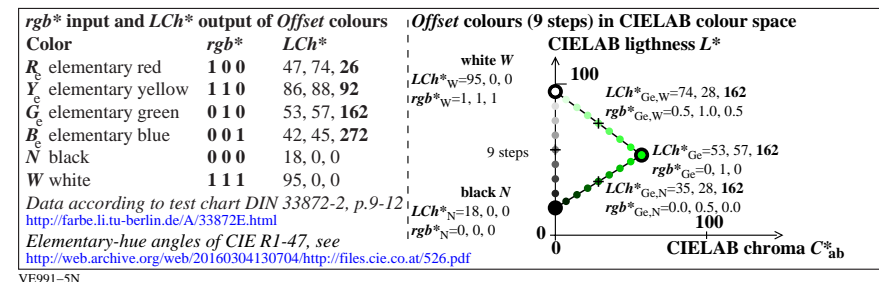 rgb* input and LCh* output of Offset colours
Color rgb* LCh*
Re elementary red 1 0 0 47, 74, 26
Ye elementary yellow 1 1 0 86, 88, 92
Ge elementary green 0 1 0 53, 57, 162
Be elementary blue 0 0 1 42, 45, 272
N black 0 0 0 18, 0, 0
W white 1 1 1 95, 0, 0
Data according to test chart DIN 33872-2, p.9-12
http://farbe.li.tu-berlin.de/A/33872E.html
Elementary-hue angles of CIE R1-47, see
http://web.archive.org/web/20160304130704/http://files.cie.co.at/526.pdf
Offset colours (9 steps) in CIELAB colour space
CIELAB ligthness L*
white W
LCh*W=95, 0, 0
rgb*W=1, 1, 1
100
LCh*Ge,W=74, 28, 162
rgb*Ge,W=0.5, 1.0, 0.5
9 steps
LCh*Ge=53, 57, 162
rgb*Ge=0, 1, 0
black N
LCh*N=18, 0, 0
rgb*N=0, 0, 0
LCh*Ge,N=35, 28, 162
rgb*Ge,N=0.0, 0.5, 0.0
100
0
0
CIELAB chroma C*ab
VE991-5N